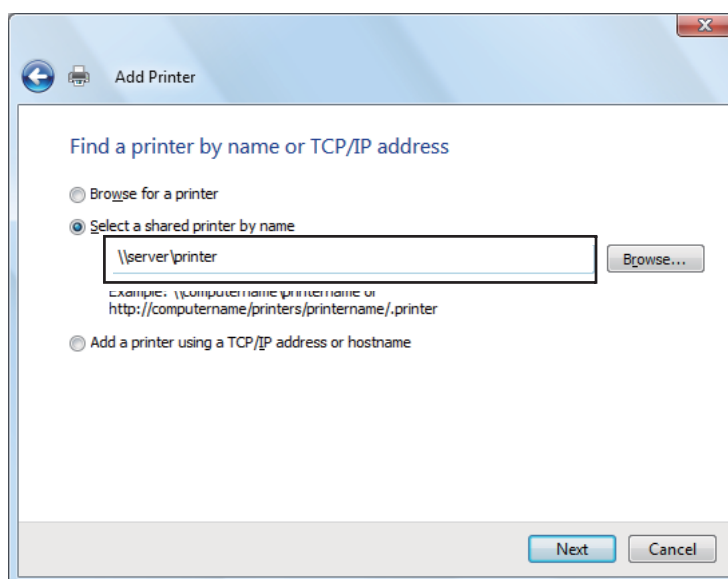 Add Printer
Find a printer by name or TCP/IP address
Browse for a printer
Select a shared printer by name
\\server\printer
Browse...
Example: \\computername\printername or
http://computername/printers/printername/.printer
Add a printer using a TCP/IP address or hostname
Next
Cancel